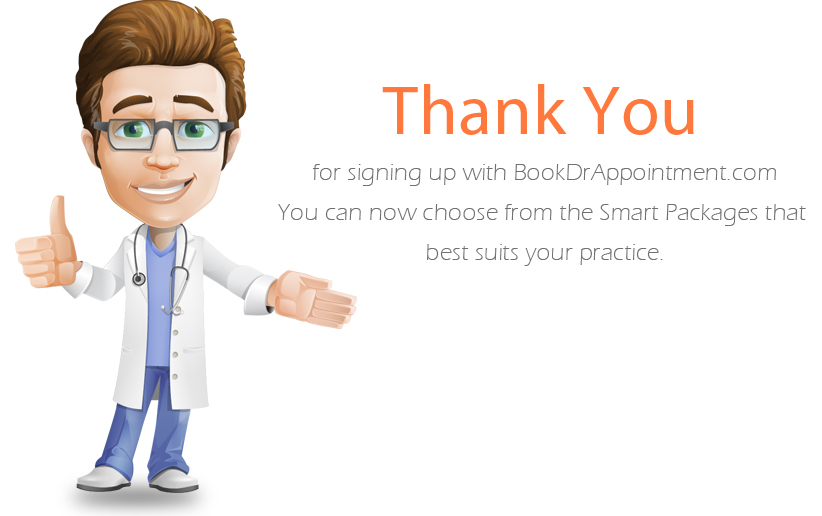 Thank You
for signing up with BookDrAppointment.com
You can now choose from the Smart Packages that
best suits your practice.